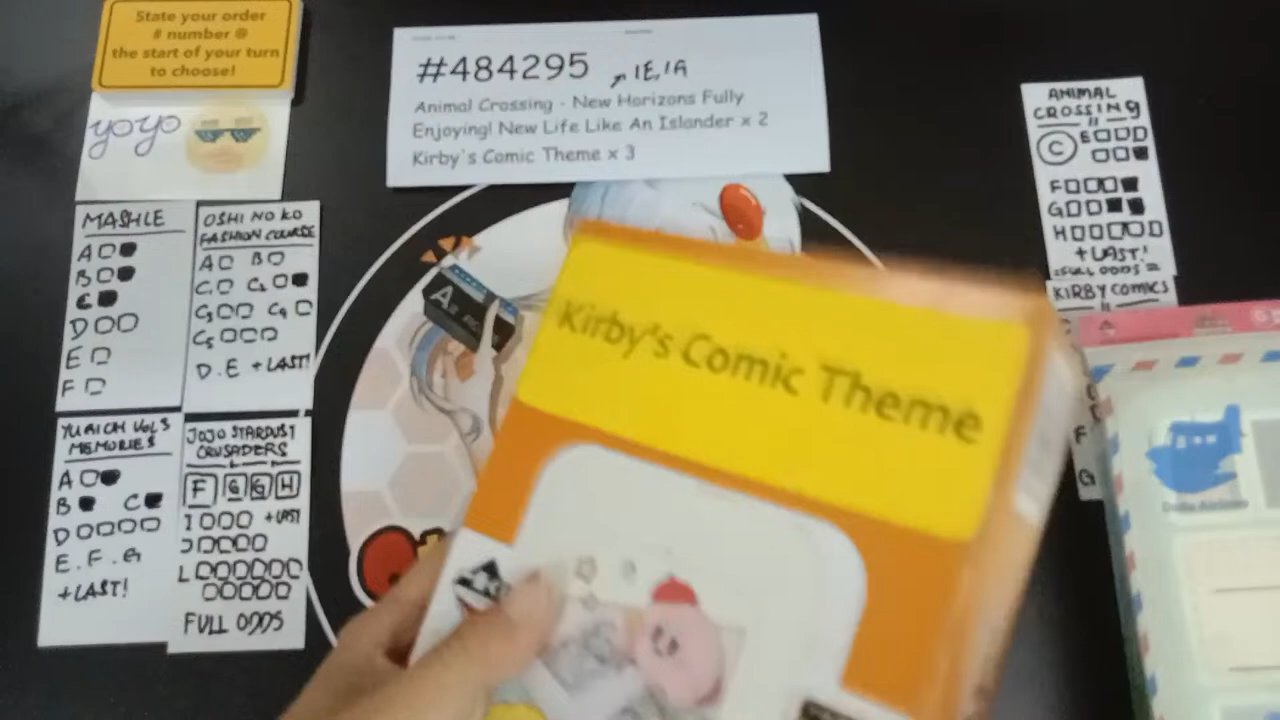 State your order
# number @
the start of your turn
to choose!
yoyo
#484295
1E, 1G
Animal Crossing - New Horizons Fully
Enjoying! New Life Like An Islander x 2
Kirby's Comic Theme x 3
MASHLE
A
B
C
D
E
F
OSHI NO KO
FASHION COURSE
A B
D.E +LAST!
MEMORIES
A
B C
D
E.F.G
+LAST!
JOJO STARDUST
CRUSADERS
F G G H
I +LAST
J
L
FULL ODDS
ANIMAL
CROSSING
C E
F
G
H
+LAST!
=FULL ODDS=
KIRBY COMICS
F
G
Kirby's Comic Theme